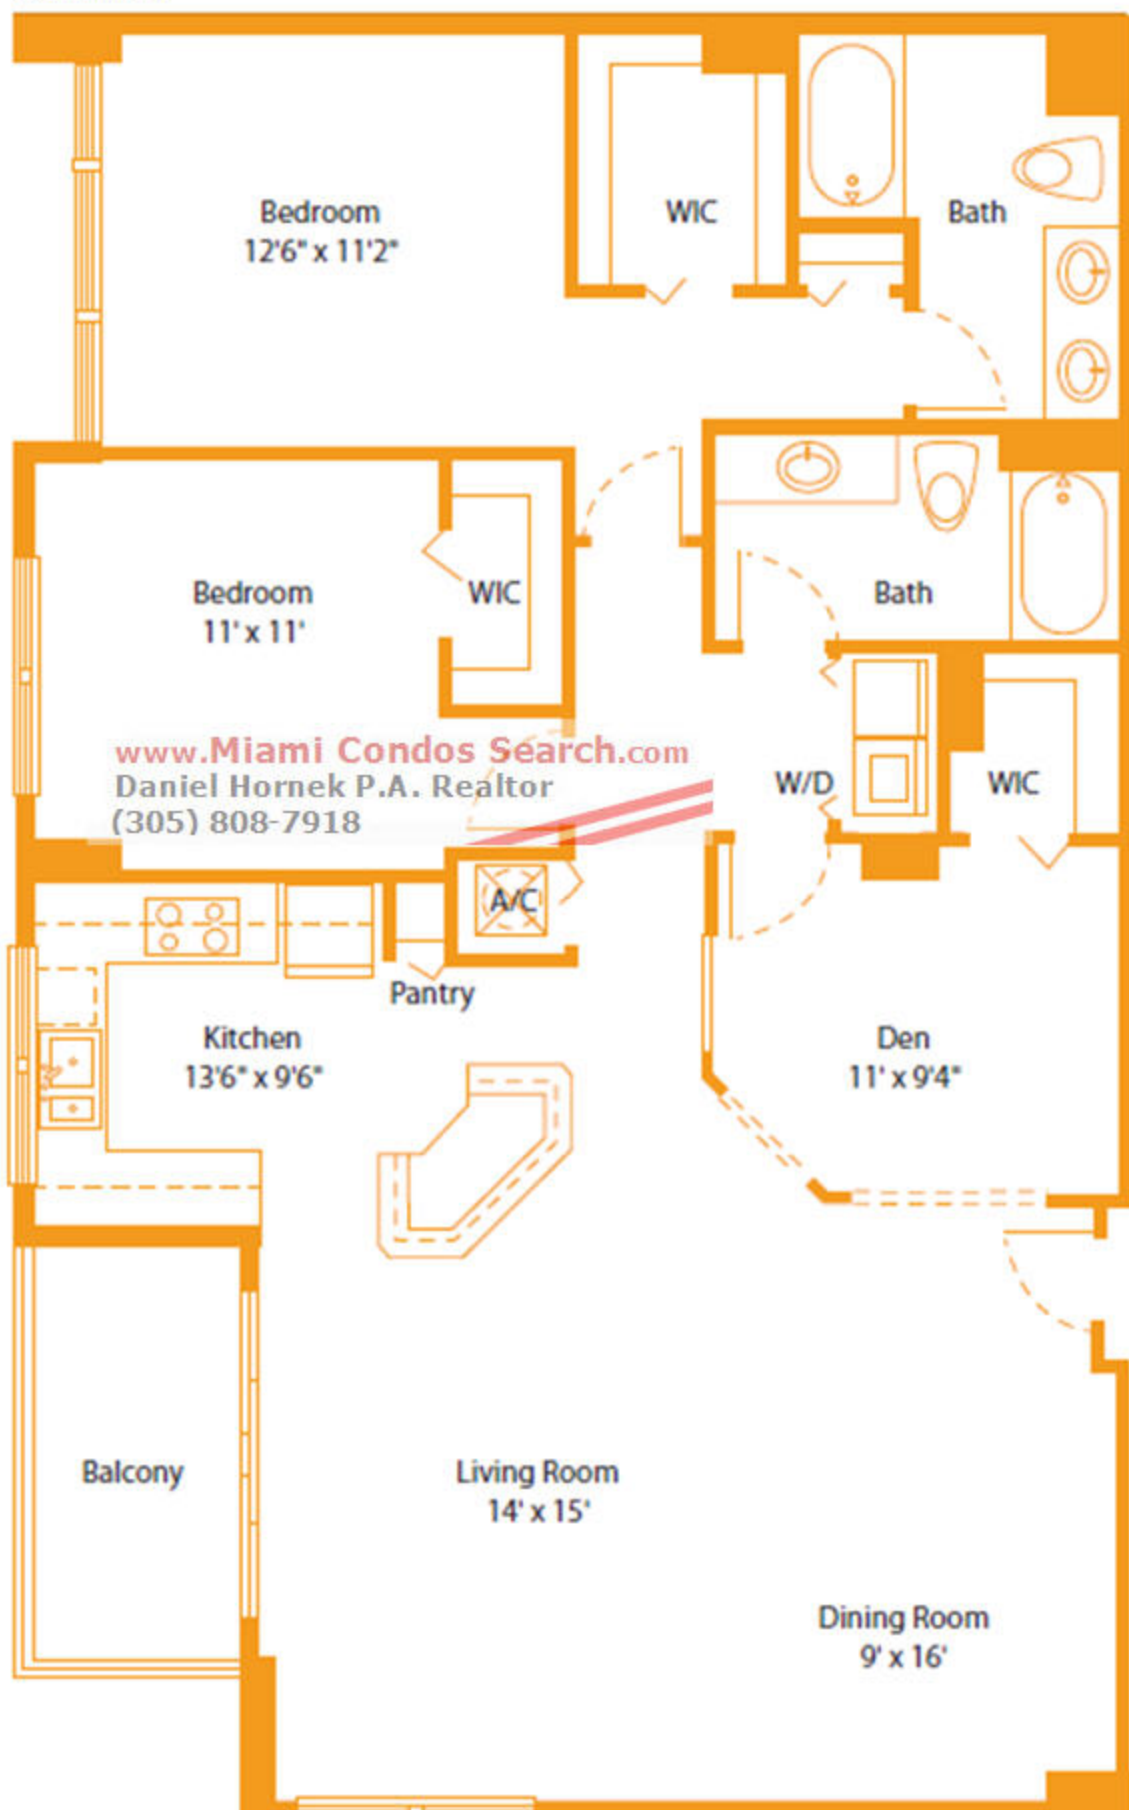 Bedroom
12'6" x 11'2"
WIC
Bath
Bedroom
11' x 11'
WIC
Bath
www.Miami Condos Search.com
Daniel Hornek P.A. Realtor
(305) 808-7918
W/D
WIC
A/C
Pantry
Kitchen
13'6" x 9'6"
Den
11' x 9'4"
Balcony
Living Room
14' x 15'
Dining Room
9' x 16'